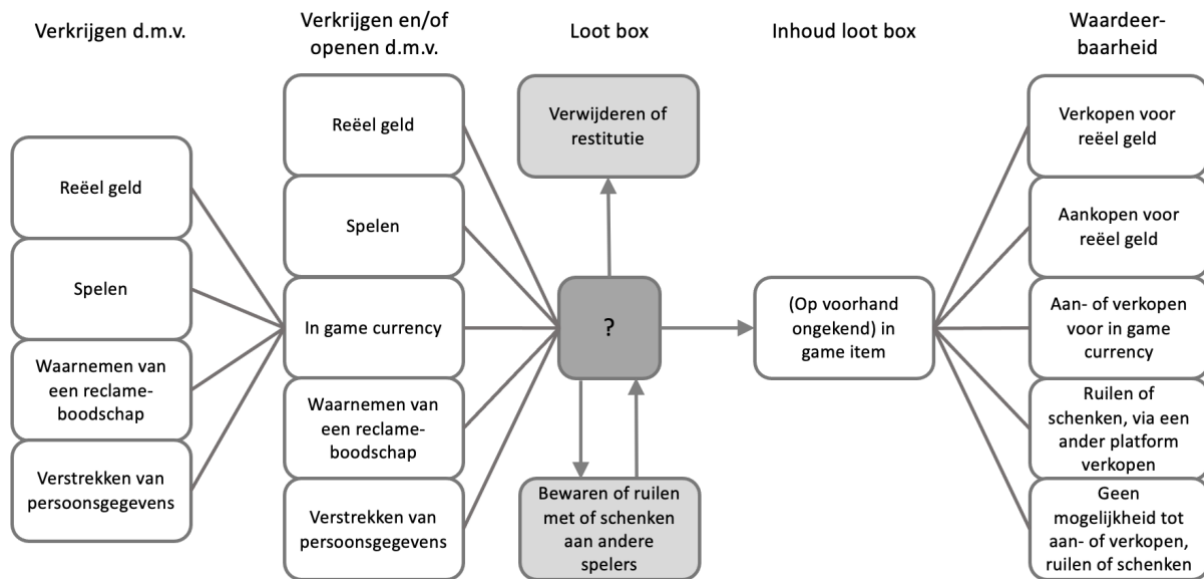 Verkrijgen d.m.v.
Verkrijgen en/of
openen d.m.v.
Loot box
Inhoud loot box
Waardeer-
baarheid
Reëel geld
Spelen
Waarnemen van
een reclame-
boodschap
Verstrekken van
persoonsgegevens
Reëel geld
Spelen
In game currency
Waarnemen van
een reclame-
boodschap
Verstrekken van
persoonsgegevens
Verwijderen of
restitutie
?
Bewaren of ruilen
met of schenken
aan andere
spelers
(Op voorhand
ongekend) in
game item
Verkopen voor
reëel geld
Aankopen voor
reëel geld
Aan- of verkopen
voor in game
currency
Ruilen of
schenken, via een
ander platform
verkopen
Geen
mogelijkheid tot
aan- of verkopen,
ruilen of schenken